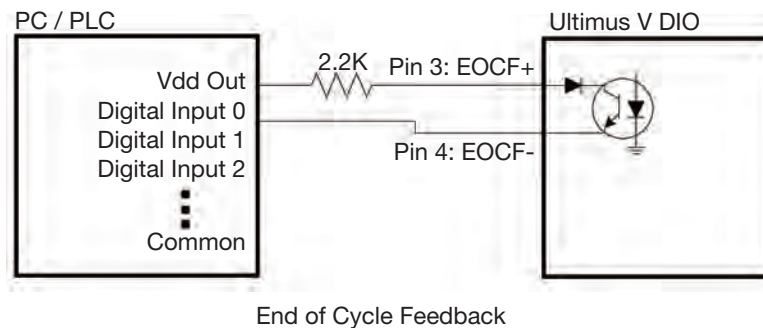 PC / PLC
Ultimus V DIO
2.2K
Pin 3: EOCF+
Vdd Out
Digital Input 0
Digital Input 1
Pin 4: EOCF-
Digital Input 2
Common
End of Cycle Feedback